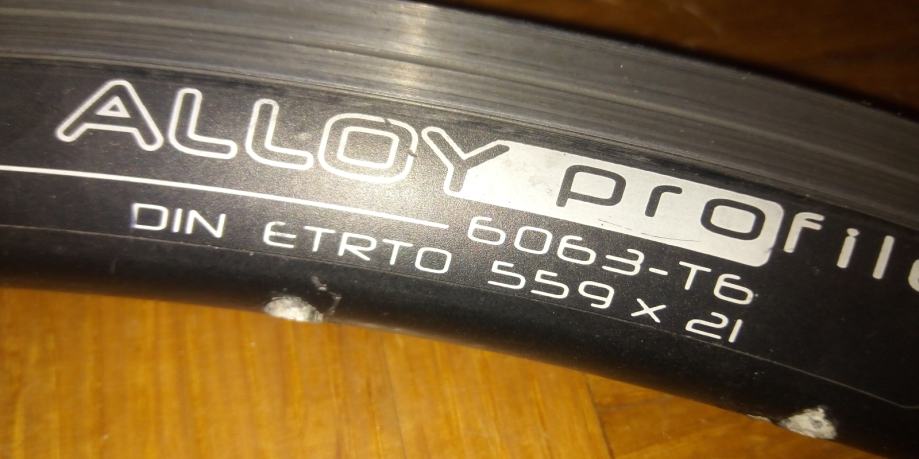 ALLOY profil
6063-T6
DIN ETRTO 559 x 21